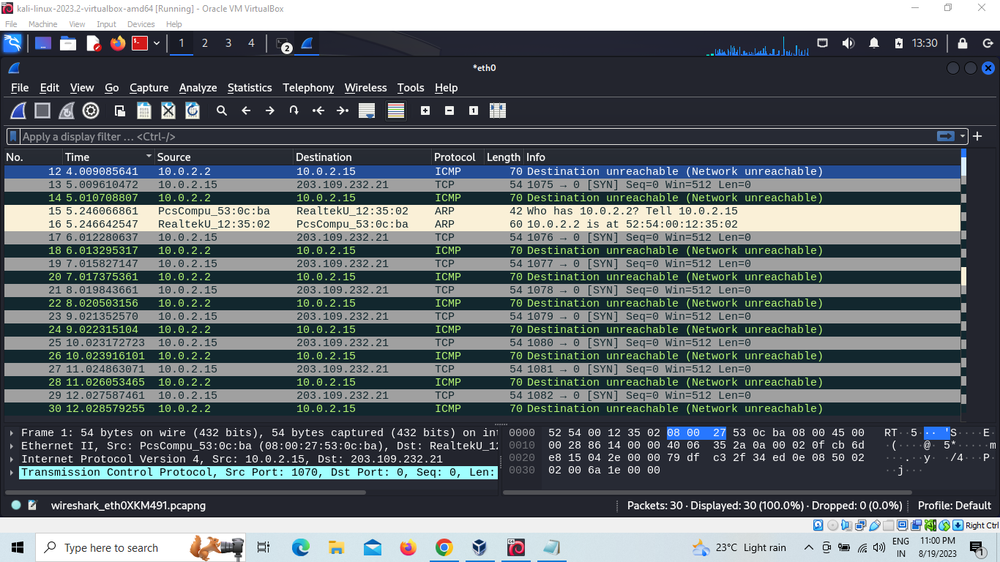 kali-linux-2023.2-virtualbox-amd64 [Running] - Oracle VM VirtualBox
File Machine View Input Devices Help
1 2 3 4 2 13:30
*eth0
File Edit View Go Capture Analyze Statistics Telephony Wireless Tools Help
Apply a display filter … <Ctrl-/>
No. Time Source Destination Protocol Length Info
12 4.009085641 10.0.2.2 10.0.2.15 ICMP 70 Destination unreachable (Network unreachable)
13 5.009610472 10.0.2.15 203.109.232.21 TCP 54 1075 → 0 [SYN] Seq=0 Win=512 Len=0
14 5.010708807 10.0.2.2 10.0.2.15 ICMP 70 Destination unreachable (Network unreachable)
15 5.246066861 PcsCompu_53:0c:ba RealtekU_12:35:02 ARP 42 Who has 10.0.2.2? Tell 10.0.2.15
16 5.246642547 RealtekU_12:35:02 PcsCompu_53:0c:ba ARP 60 10.0.2.2 is at 52:54:00:12:35:02
17 6.012280637 10.0.2.15 203.109.232.21 TCP 54 1076 → 0 [SYN] Seq=0 Win=512 Len=0
18 6.013295317 10.0.2.2 10.0.2.15 ICMP 70 Destination unreachable (Network unreachable)
19 7.015827147 10.0.2.15 203.109.232.21 TCP 54 1077 → 0 [SYN] Seq=0 Win=512 Len=0
20 7.017375361 10.0.2.2 10.0.2.15 ICMP 70 Destination unreachable (Network unreachable)
21 8.019843661 10.0.2.15 203.109.232.21 TCP 54 1078 → 0 [SYN] Seq=0 Win=512 Len=0
22 8.020503156 10.0.2.2 10.0.2.15 ICMP 70 Destination unreachable (Network unreachable)
23 9.021352570 10.0.2.15 203.109.232.21 TCP 54 1079 → 0 [SYN] Seq=0 Win=512 Len=0
24 9.022315104 10.0.2.2 10.0.2.15 ICMP 70 Destination unreachable (Network unreachable)
25 10.023172723 10.0.2.15 203.109.232.21 TCP 54 1080 → 0 [SYN] Seq=0 Win=512 Len=0
26 10.023916101 10.0.2.2 10.0.2.15 ICMP 70 Destination unreachable (Network unreachable)
27 11.024863071 10.0.2.15 203.109.232.21 TCP 54 1081 → 0 [SYN] Seq=0 Win=512 Len=0
28 11.026053465 10.0.2.2 10.0.2.15 ICMP 70 Destination unreachable (Network unreachable)
29 12.027587461 10.0.2.15 203.109.232.21 TCP 54 1082 → 0 [SYN] Seq=0 Win=512 Len=0
30 12.028579255 10.0.2.2 10.0.2.15 ICMP 70 Destination unreachable (Network unreachable)
Frame 1: 54 bytes on wire (432 bits), 54 bytes captured (432 bits) on int
Ethernet II, Src: PcsCompu_53:0c:ba (08:00:27:53:0c:ba), Dst: RealtekU_12
Internet Protocol Version 4, Src: 10.0.2.15, Dst: 203.109.232.21
Transmission Control Protocol, Src Port: 1070, Dst Port: 0, Seq: 0, Len:
0000 52 54 00 12 35 02 08 00 27 53 0c ba 08 00 45 00 RT··5···'S····E·
0010 00 28 86 14 00 00 40 06 35 2a 0a 00 02 0f cb 6d ·(····@·5*·····m
0020 e8 15 04 2e 00 00 79 df c3 2f 34 ed 0e 08 50 02 ···.··y··/4···P·
0030 02 00 6a 1e 00 00 ··j···
wireshark_eth0XKM491.pcapng
Packets: 30 · Displayed: 30 (100.0%) · Dropped: 0 (0.0%)
Profile: Default
Right Ctrl
Type here to search
23°C Light rain
ENG
IN
11:00 PM
8/19/2023
1